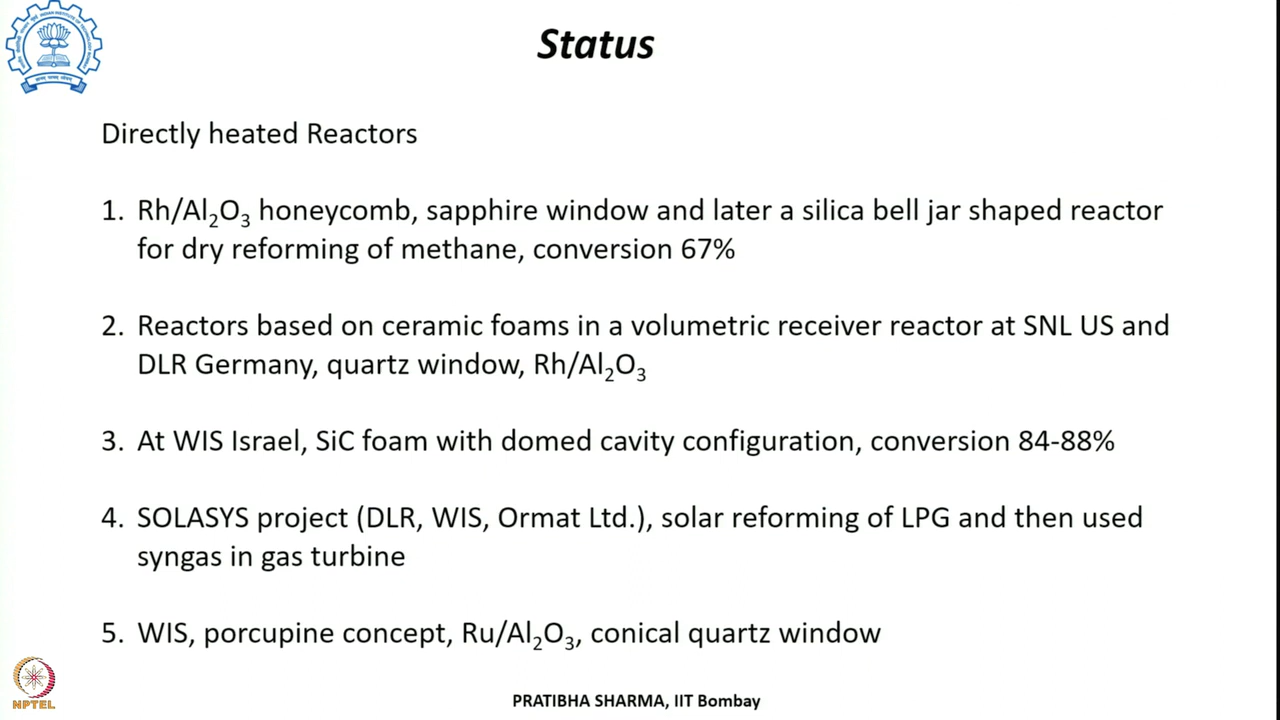 Status
Directly heated Reactors
1. Rh/Al₂O₃ honeycomb, sapphire window and later a silica bell jar shaped reactor
for dry reforming of methane, conversion 67%
2. Reactors based on ceramic foams in a volumetric receiver reactor at SNL US and
DLR Germany, quartz window, Rh/Al₂O₃
3. At WIS Israel, SiC foam with domed cavity configuration, conversion 84-88%
4. SOLASYS project (DLR, WIS, Ormat Ltd.), solar reforming of LPG and then used
syngas in gas turbine
5. WIS, porcupine concept, Ru/Al₂O₃, conical quartz window
NPTEL
PRATIBHA SHARMA, IIT Bombay